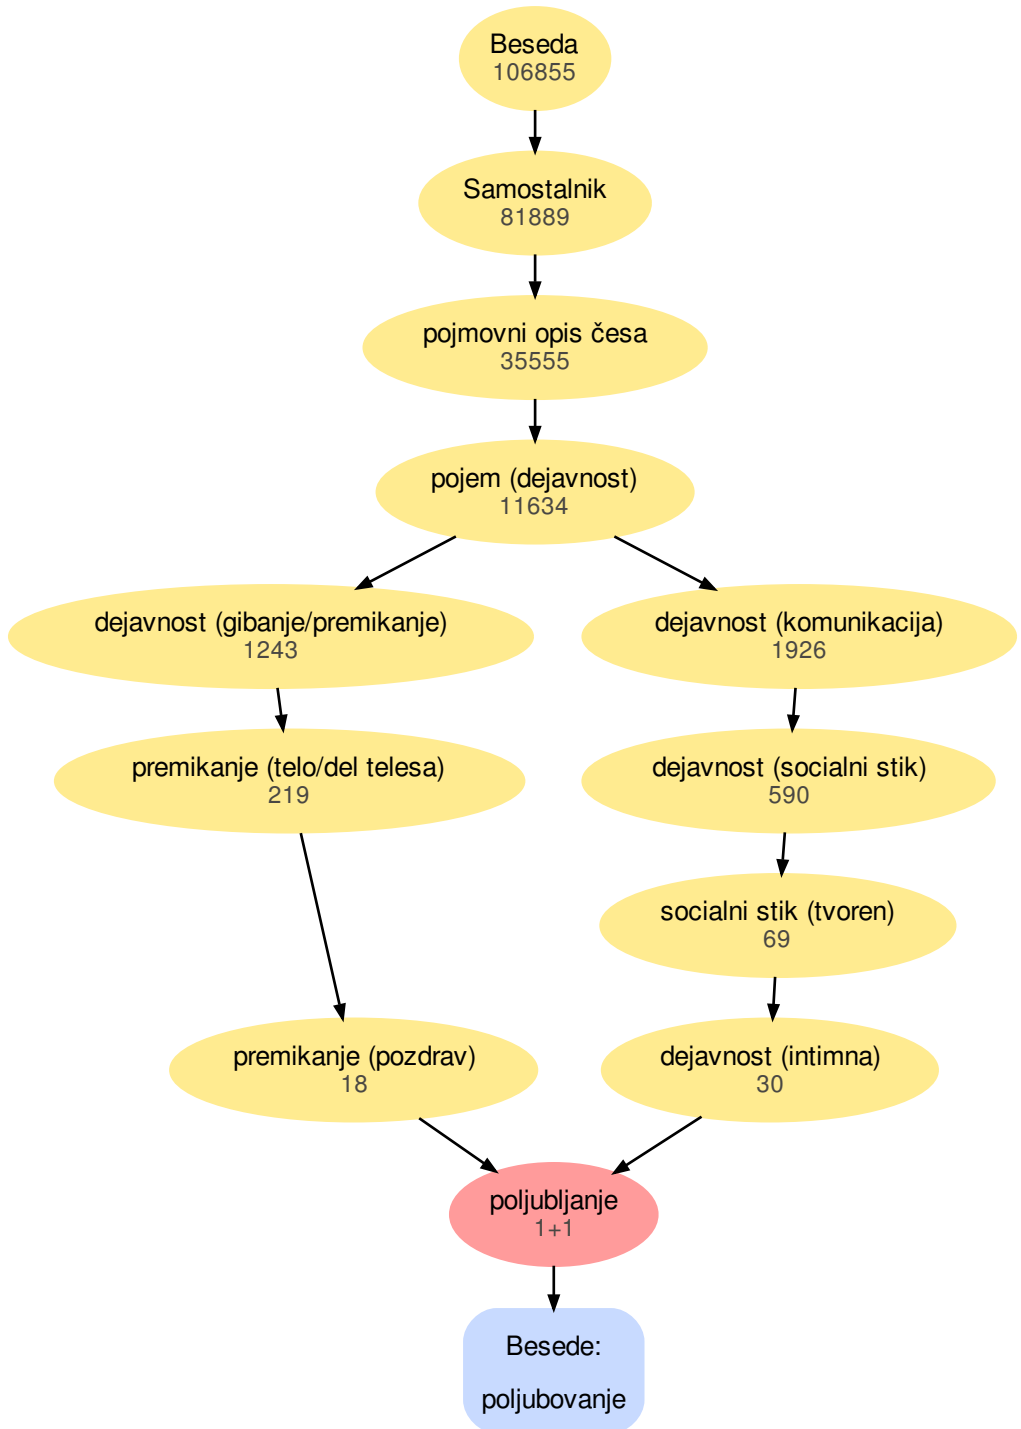 Beseda
106855
Samostalnik
81889
pojmovni opis česa
35555
pojem (dejavnost)
11634
dejavnost (gibanje/premikanje)
1243
dejavnost (komunikacija)
1926
premikanje (telo/del telesa)
219
dejavnost (socialni stik)
590
socialni stik (tvoren)
69
premikanje (pozdrav)
18
dejavnost (intimna)
30
poljubljanje
1+1
Besede:
poljubovanje